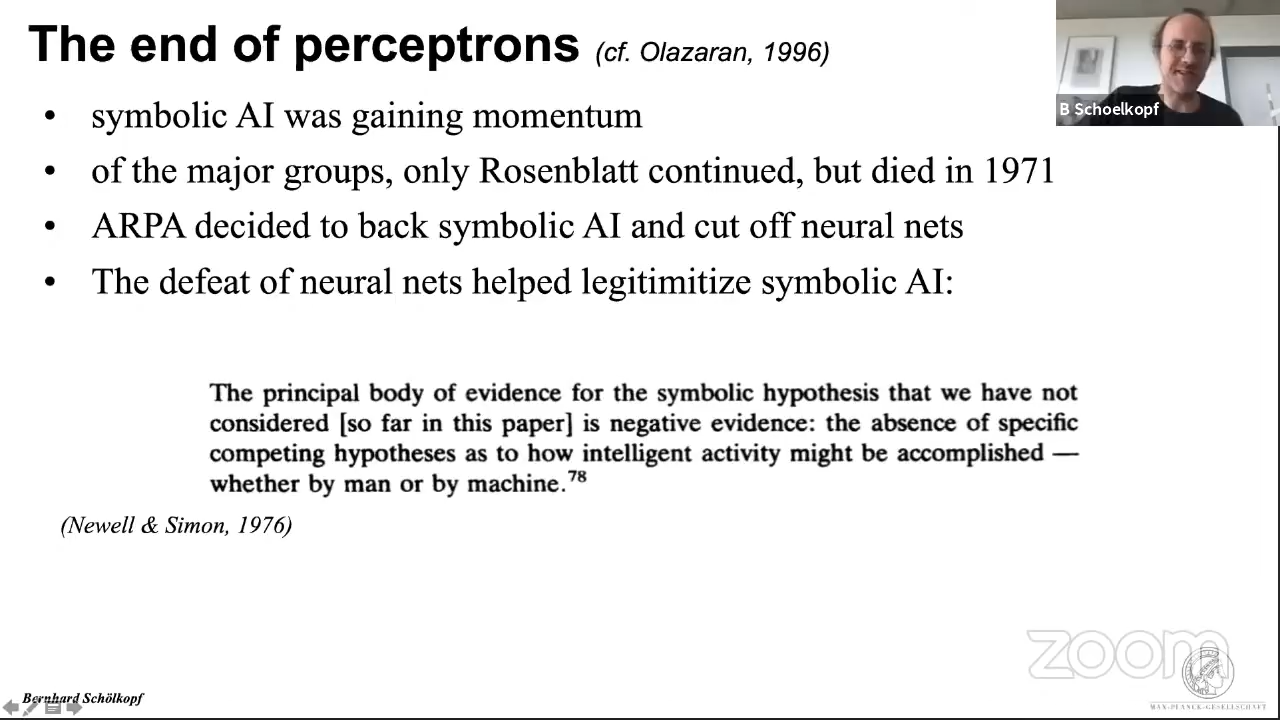 The end of perceptrons (cf. Olazaran, 1996)
B Schoelkopf
• symbolic AI was gaining momentum
• of the major groups, only Rosenblatt continued, but died in 1971
• ARPA decided to back symbolic AI and cut off neural nets
• The defeat of neural nets helped legitimitize symbolic AI:
The principal body of evidence for the symbolic hypothesis that we have not
considered [so far in this paper] is negative evidence: the absence of specific
competing hypotheses as to how intelligent activity might be accomplished —
whether by man or by machine.78
(Newell & Simon, 1976)
zoom
Bernhard Schölkopf
MAX-PLANCK-GESELLSCHAFT